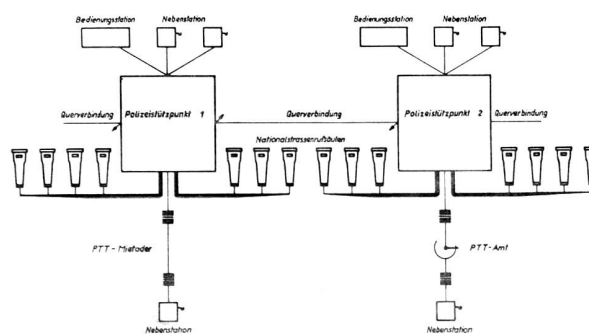 Bedienungsstation
Nebenstation
Bedienungsstation
Nebenstation
Querverbindung
Polizeistützpunkt 1
Querverbindung
Polizeistützpunkt 2
Querverbindung
Nationalstrassenrufsäulen
PTT-Mietader
PTT-Amt
Nebenstation
Nebenstation